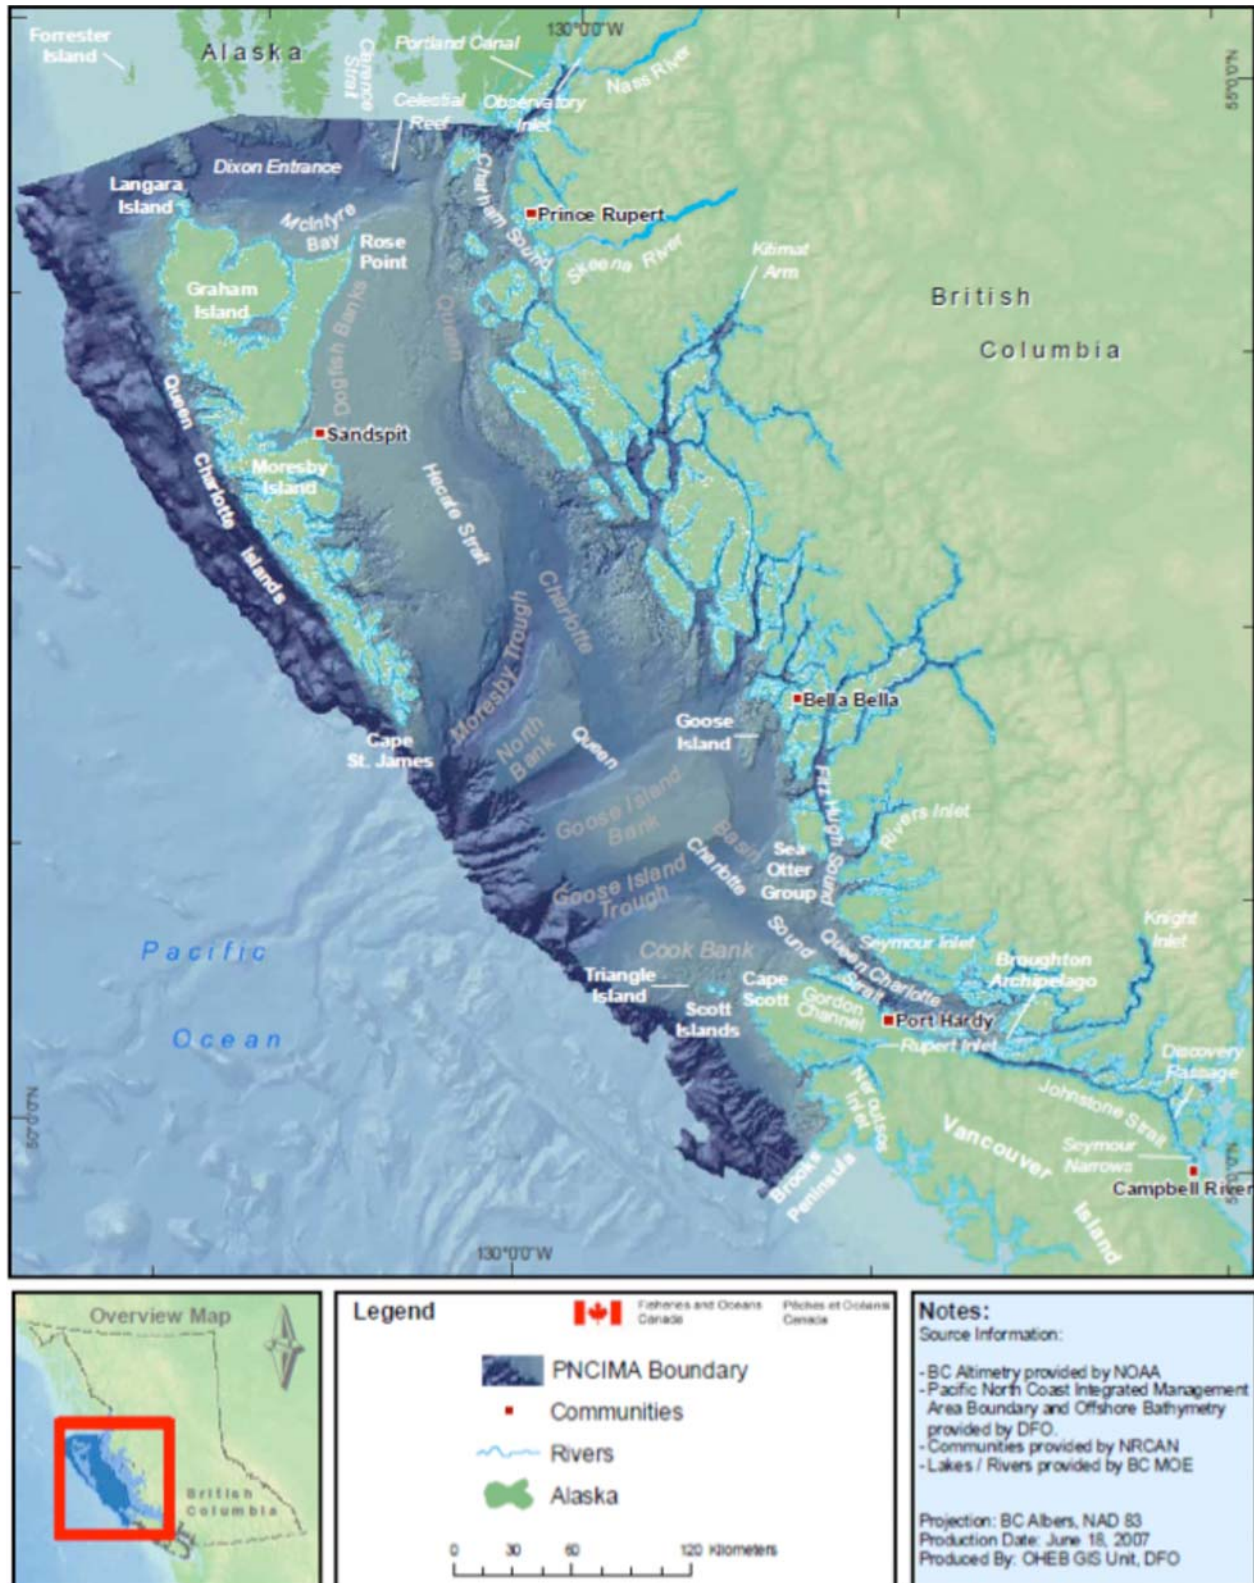 Forrester
Island
Alaska
Clarence
Strait
Portland Canal
130°0'0"W
Nass River
55°0'0"N
Celestial
Reef
Observatory
Inlet
Dixon Entrance
Langara
Island
McIntyre
Bay
Rose
Point
Charham Sound
Prince Rupert
Skeena River
Kitimat
Arm
Graham
Island
Dogfish Banks
Queen
British
Columbia
Queen Charlotte Islands
Sandspit
Moresby
Island
Hecate Strait
Charlotte
Moresby Trough
North
Bank
Queen
Goose
Island
Bella Bella
Cape
St. James
Goose Island
Bank
Basin
Fitz Hugh Sound
Rivers Inlet
Charlotte
Sea
Otter
Group
Goose Island
Trough
Sound
Cook Bank
Queen Charlotte
Strait
Seymour Inlet
Knight
Inlet
Broughton
Archipelago
Pacific
Ocean
Triangle
Island
Scott
Islands
Cape
Scott
Gordon
Channel
Port Hardy
Rupert Inlet
Discovery
Passage
Neroutsos
Inlet
Johnstone Strait
Vancouver
Island
Seymour
Narrows
Campbell River
Brooks
Peninsula
50°0'0"N
50°0'0"N
130°0'0"W
Overview Map
British
Columbia
Legend
Fisheries and Oceans
Canada
Pêches et Océans
Canada
PNCIMA Boundary
Communities
Rivers
Alaska
0 30 60 120 Kilometers
Notes:
Source Information:
- BC Altimetry provided by NOAA
- Pacific North Coast Integrated Management
Area Boundary and Offshore Bathymetry
provided by DFO.
- Communities provided by NRCAN
- Lakes / Rivers provided by BC MOE
Projection: BC Albers, NAD 83
Production Date: June 18, 2007
Produced By: OHEB GIS Unit, DFO